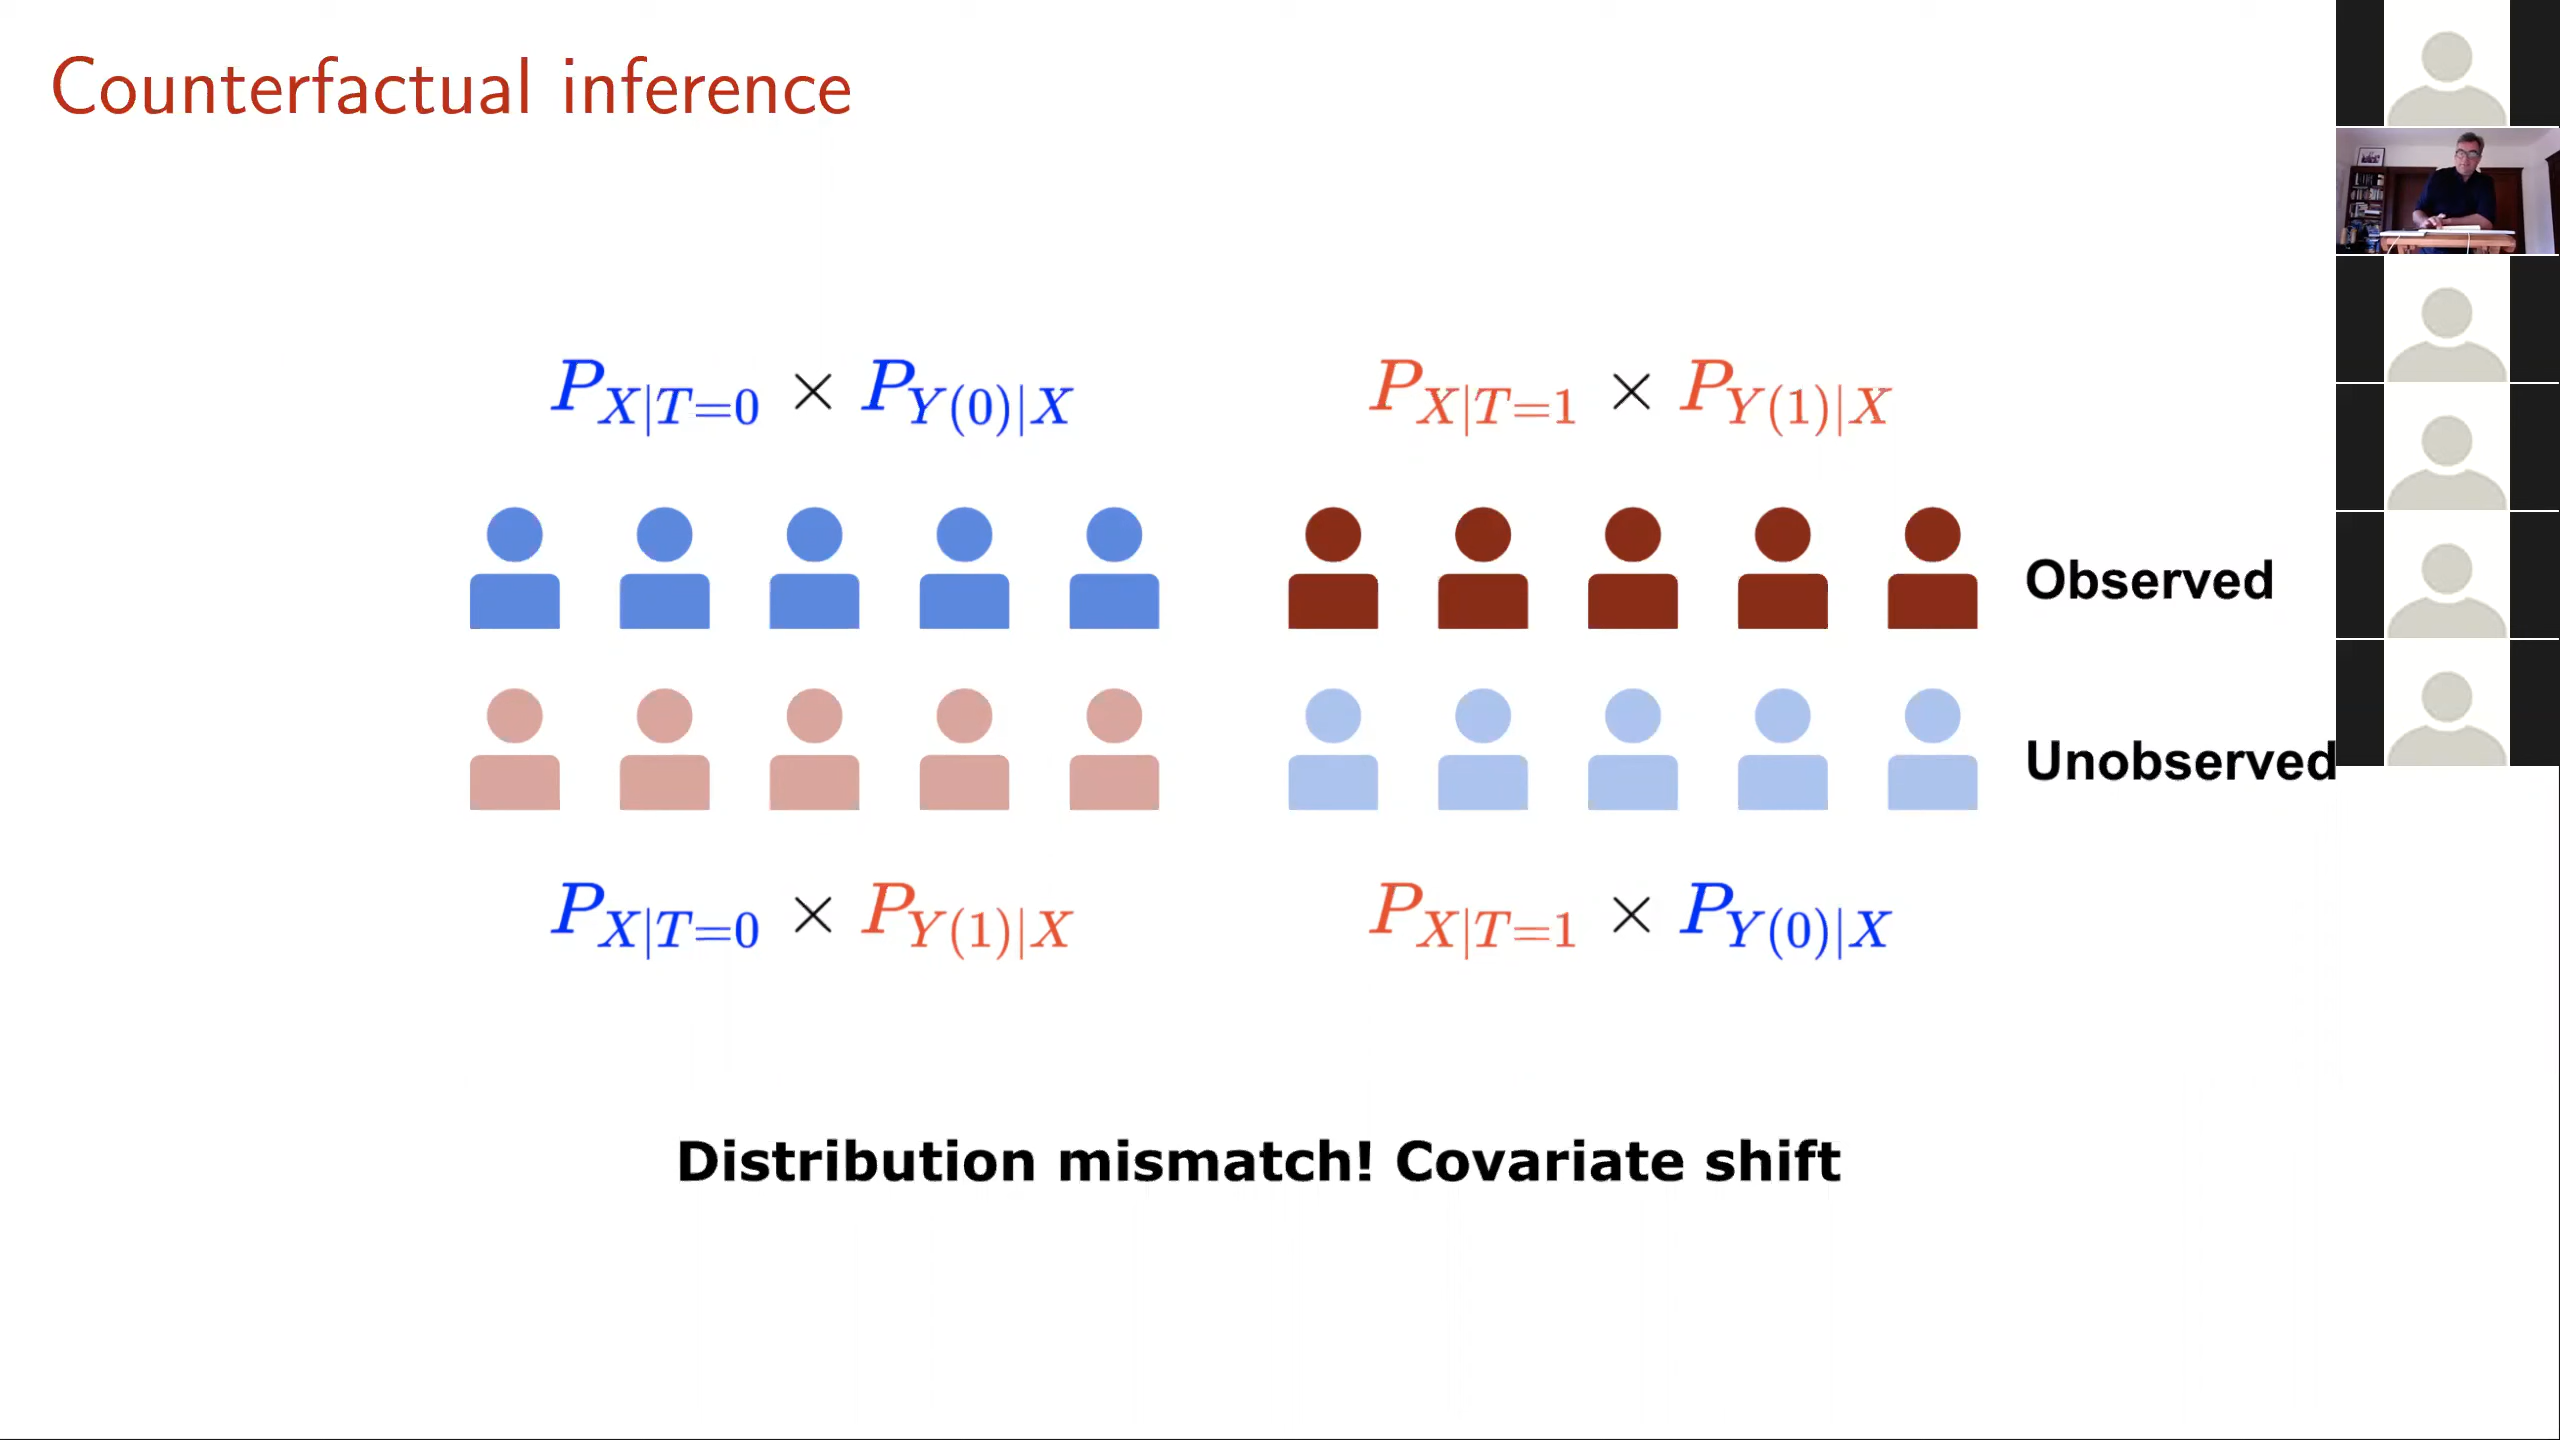 Counterfactual inference
P_{X|T=0} × P_{Y(0)|X}
P_{X|T=1} × P_{Y(1)|X}
Observed
Unobserved
P_{X|T=0} × P_{Y(1)|X}
P_{X|T=1} × P_{Y(0)|X}
Distribution mismatch! Covariate shift